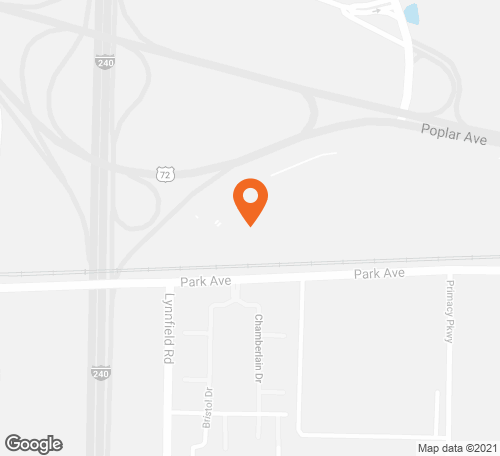 240
Poplar Ave
72
Park Ave
Park Ave
Lynnfield Rd
Chamberlain Dr
Primacy Pkwy
240
Bristol Dr
Google
Map data ©2021